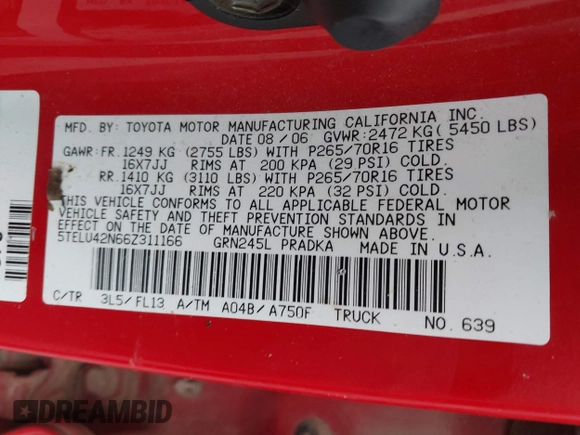 MFD. BY: TOYOTA MOTOR MANUFACTURING CALIFORNIA INC.
DATE 08/06 GVWR: 2472 KG ( 5450 LBS)
GAWR: FR. 1249 KG (2755 LBS) WITH P265/70R16 TIRES
16X7JJ RIMS AT 200 KPA (29 PSI) COLD.
RR. 1410 KG (3110 LBS) WITH P265/70R16 TIRES
16X7JJ RIMS AT 220 KPA (32 PSI) COLD.
THIS VEHICLE CONFORMS TO ALL APPLICABLE FEDERAL MOTOR
VEHICLE SAFETY AND THEFT PREVENTION STANDARDS IN
EFFECT ON THE DATE OF MANUFACTURE SHOWN ABOVE.
5TELU42N66Z311166 GRN245L PRADKA MADE IN U.S.A.
C/TR 3L5/FL13 A/TM A04B/A750F TRUCK NO. 639
DREAMBID